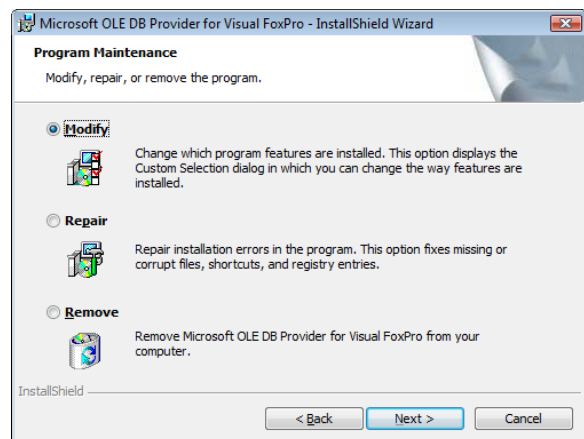 Microsoft OLE DB Provider for Visual FoxPro - InstallShield Wizard
Program Maintenance
Modify, repair, or remove the program.
Modify
Change which program features are installed. This option displays the
Custom Selection dialog in which you can change the way features are
installed.
Repair
Repair installation errors in the program. This option fixes missing or
corrupt files, shortcuts, and registry entries.
Remove
Remove Microsoft OLE DB Provider for Visual FoxPro from your
computer.
InstallShield
< Back
Next >
Cancel